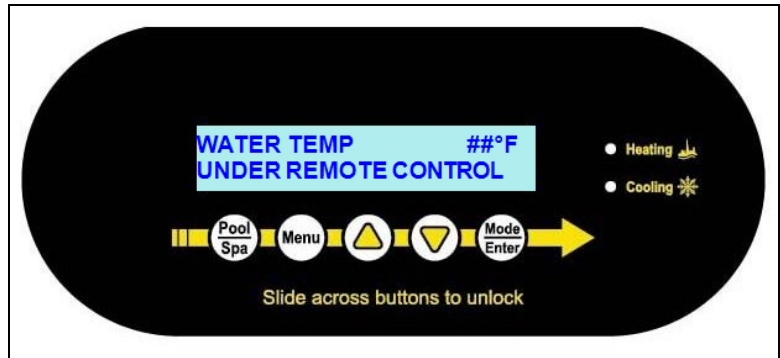 WATER TEMP ##°F
UNDER REMOTE CONTROL
Heating
Cooling
Pool
Spa
Menu
Mode
Enter
Slide across buttons to unlock